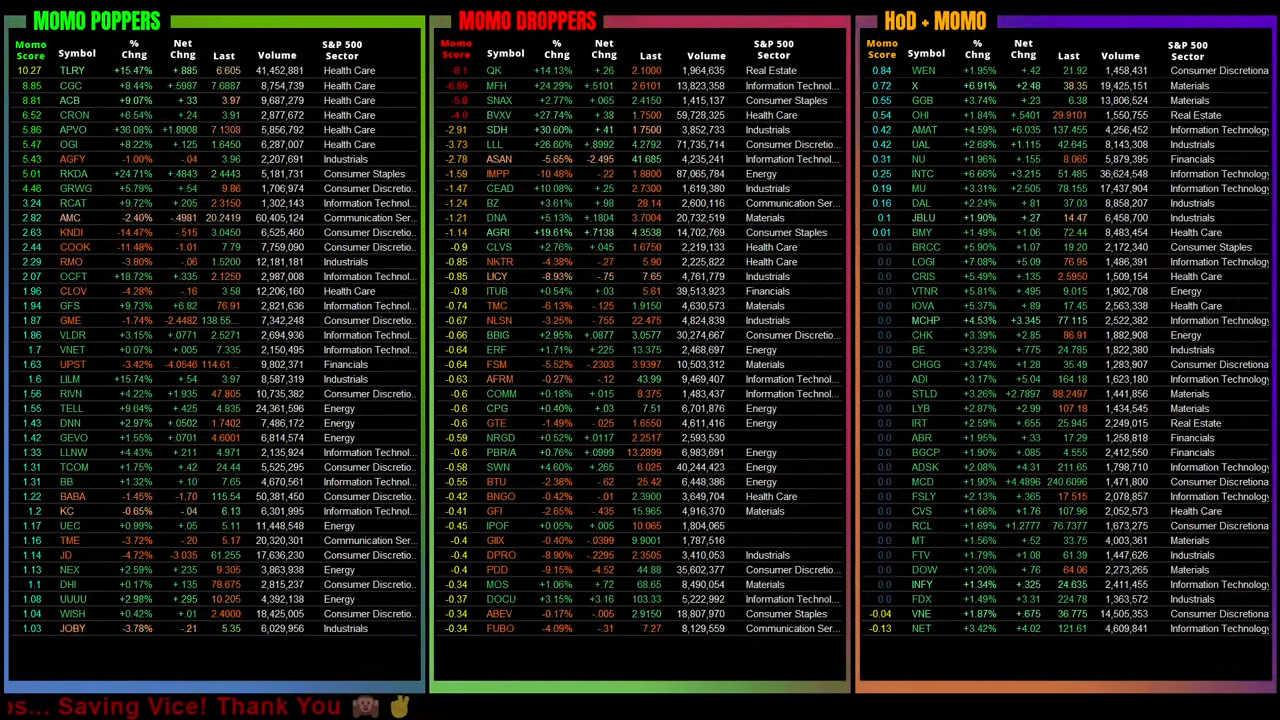 MOMO POPPERS
Momo Score Symbol % Chng Net Chng Last Volume S&P 500 Sector
10.27 TLRY +15.47% +.885 6.605 41,452,881 Health Care
8.85 CGC +8.44% +.5987 7.6887 8,754,739 Health Care
8.81 ACB +9.07% +.33 3.97 9,687,279 Health Care
6.52 CRON +6.54% +.24 3.91 2,877,672 Health Care
5.86 APVO +36.08% +1.8908 7.1308 5,856,792 Health Care
5.47 OGI +8.22% +.125 1.6450 6,287,007 Health Care
5.43 AGFY -1.00% -.04 3.96 2,207,691 Industrials
5.01 RKDA +24.71% +.4843 2.4443 5,181,731 Consumer Staples
4.46 GRWG +5.79% +.54 9.86 1,706,974 Consumer Discretio...
3.24 RCAT +9.72% +.205 2.3150 1,302,143 Information Technol...
2.82 AMC -2.40% -.4981 20.2419 60,405,124 Communication Ser...
2.63 KNDI -14.47% -.515 3.0450 6,525,460 Consumer Discretio...
2.44 COOK -11.48% -1.01 7.79 7,759,090 Consumer Discretio...
2.29 RMO -3.80% -.06 1.5200 12,181,181 Industrials
2.07 OCFT +18.72% +.335 2.1250 2,987,008 Information Technol...
1.96 CLOV -4.28% -.16 3.58 12,206,160 Health Care
1.94 GFS +9.73% +6.82 76.91 2,821,636 Information Technol...
1.87 GME -1.74% -2.4482 138.55... 7,342,248 Consumer Discretio...
1.86 VLDR +3.15% +.0771 2.5271 2,694,936 Information Technol...
1.7 VNET +0.07% +.005 7.335 2,150,495 Information Technol...
1.63 UPST -3.42% -4.0546 114.61... 9,802,371 Financials
1.6 LILM +15.74% +.54 3.97 8,587,319 Industrials
1.56 RIVN +4.22% +1.935 47.805 10,735,382 Consumer Discretio...
1.55 TELL +9.64% +.425 4.835 24,361,596 Energy
1.43 DNN +2.97% +.0502 1.7402 7,486,172 Energy
1.42 GEVO +1.55% +.0701 4.6001 6,814,574 Energy
1.33 LLNW +4.43% +.211 4.971 2,135,924 Information Technol...
1.31 TCOM +1.75% +.42 24.44 5,525,295 Consumer Discretio...
1.31 BB +1.32% +.10 7.65 4,670,561 Information Technol...
1.22 BABA -1.45% -1.70 115.54 50,381,450 Consumer Discretio...
1.2 KC -0.65% -.04 6.13 6,301,995 Information Technol...
1.17 UEC +0.99% +.05 5.11 11,448,548 Energy
1.16 TME -3.72% -.20 5.17 20,320,301 Communication Ser...
1.14 JD -4.72% -3.035 61.255 17,636,230 Consumer Discretio...
1.13 NEX +2.59% +.235 9.305 3,863,938 Energy
1.1 DHI +0.17% +.135 78.675 2,815,237 Consumer Discretio...
1.08 UUUU +2.98% +.295 10.205 4,392,138 Energy
1.04 WISH +0.42% +.01 2.4000 18,425,005 Consumer Discretio...
1.03 JOBY -3.78% -.21 5.35 6,029,956 Industrials
MOMO DROPPERS
Momo Score Symbol % Chng Net Chng Last Volume S&P 500 Sector
-8.1 QK +14.13% +.26 2.1000 1,964,635 Real Estate
-6.89 MFH +24.29% +.5101 2.6101 13,823,358 Information Technol...
-5.8 SNAX +2.77% +.065 2.4150 1,415,137 Consumer Staples
-4.0 BVXV +27.74% +.38 1.7500 59,728,325 Health Care
-2.91 SDH +30.60% +.41 1.7500 3,852,733 Industrials
-3.73 LLL +26.60% +.8992 4.2792 71,735,714 Consumer Discretio...
-2.78 ASAN -5.65% -2.495 41.685 4,235,241 Information Technol...
-1.59 IMPP -10.48% -.22 1.8800 87,065,784 Energy
-1.47 CEAD +10.08% +.25 2.7300 1,619,380 Industrials
-1.24 BZ +3.61% +.98 28.14 2,600,116 Communication Ser...
-1.21 DNA +5.13% +.1804 3.7004 20,732,519 Materials
-1.14 AGRI +19.61% +.7138 4.3538 14,702,769 Consumer Staples
-0.9 CLVS +2.76% +.045 1.6750 2,219,133 Health Care
-0.85 NKTR -4.38% -.27 5.90 2,225,822 Health Care
-0.85 LICY -8.93% -.75 7.65 4,761,779 Industrials
-0.8 ITUB +0.54% +.03 5.61 39,513,923 Financials
-0.74 TMC -6.13% -.125 1.9150 4,630,573 Materials
-0.67 NLSN -3.25% -.755 22.475 4,824,839 Industrials
-0.66 BBIG +2.95% +.0877 3.0577 30,274,667 Consumer Discretio...
-0.64 ERF +1.71% +.225 13.375 2,468,697 Energy
-0.64 FSM -5.52% -.2303 3.9397 10,503,312 Materials
-0.63 AFRM -0.27% -.12 43.99 9,469,407 Information Technol...
-0.6 COMM +0.18% +.015 8.375 1,483,437 Information Technol...
-0.6 CPG +0.40% +.03 7.51 6,701,876 Energy
-0.6 GTE -1.49% -.025 1.6550 4,611,416 Energy
-0.59 NRGD +0.52% +.0117 2.2517 2,593,530
-0.6 PBR/A +0.76% +.0999 13.2899 6,983,691 Energy
-0.58 SWN +4.60% +.265 6.025 40,244,423 Energy
-0.55 BTU -2.38% -.62 25.42 6,448,386 Energy
-0.42 BNGO -0.42% -.01 2.3900 3,649,704 Health Care
-0.41 GFI -2.65% -.435 15.965 4,916,370 Materials
-0.45 IPOF +0.05% +.005 10.065 1,804,065
-0.4 GIIX -0.40% -.0399 9.9001 1,787,516
-0.4 DPRO -8.90% -.2295 2.3505 3,410,053 Industrials
-0.4 PDD -9.15% -4.52 44.88 35,602,377 Consumer Discretio...
-0.34 MOS +1.06% +.72 68.65 8,490,054 Materials
-0.37 DOCU +3.15% +3.16 103.33 5,222,992 Information Technol...
-0.37 ABEV -0.17% -.005 2.9150 18,807,970 Consumer Staples
-0.34 FUBO -4.09% -.31 7.27 8,129,559 Communication Ser...
HoD + MOMO
Momo Score Symbol % Chng Net Chng Last Volume S&P 500 Sector
0.84 WEN +1.95% +.42 21.92 1,458,431 Consumer Discretiona
0.72 X +6.91% +2.48 38.35 19,425,151 Materials
0.55 GGB +3.74% +.23 6.38 13,806,524 Materials
0.54 OHI +1.84% +.5401 29.9101 1,550,755 Real Estate
0.42 AMAT +4.59% +6.035 137.455 4,256,452 Information Technology
0.42 UAL +2.68% +1.115 42.645 8,143,308 Industrials
0.31 NU +1.96% +.155 8.065 5,879,395 Financials
0.25 INTC +6.66% +3.215 51.485 36,624,548 Information Technology
0.19 MU +3.31% +2.505 78.155 17,437,904 Information Technology
0.16 DAL +2.24% +.81 37.03 8,858,207 Industrials
0.1 JBLU +1.90% +.27 14.47 6,458,700 Industrials
0.01 BMY +1.49% +1.06 72.44 8,483,454 Health Care
0.0 BRCC +5.90% +1.07 19.20 2,172,340 Consumer Staples
0.0 LOGI +7.08% +5.09 76.95 1,486,391 Information Technology
0.0 CRIS +5.49% +.135 2.5950 1,509,154 Health Care
0.0 VTNR +5.81% +.495 9.015 1,902,708 Energy
0.0 IOVA +5.37% +.89 17.45 2,563,338 Health Care
0.0 MCHP +4.53% +3.345 77.115 2,522,382 Information Technology
0.0 CHK +3.39% +2.85 86.91 1,882,908 Energy
0.0 BE +3.23% +.775 24.785 1,822,380 Industrials
0.0 CHGG +3.74% +1.28 35.49 1,283,907 Consumer Discretiona
0.0 ADI +3.17% +5.04 164.18 1,623,180 Information Technology
0.0 STLD +3.26% +2.7897 88.2497 1,441,856 Materials
0.0 LYB +2.87% +2.99 107.18 1,434,545 Materials
0.0 IRT +2.59% +.655 25.945 2,249,015 Real Estate
0.0 ABR +1.95% +.33 17.29 1,258,818 Financials
0.0 BGCP +1.90% +.085 4.555 2,412,550 Financials
0.0 ADSK +2.08% +4.31 211.65 1,798,710 Information Technology
0.0 MCD +1.90% +4.4896 240.6096 1,471,800 Consumer Discretiona
0.0 FSLY +2.13% +.365 17.515 2,078,857 Information Technology
0.0 CVS +1.66% +1.76 107.96 2,052,573 Health Care
0.0 RCL +1.69% +1.2777 76.7377 1,673,275 Consumer Discretiona
0.0 MT +1.56% +.52 33.75 4,003,361 Materials
0.0 FTV +1.79% +1.08 61.39 1,447,626 Industrials
0.0 DOW +1.20% +.76 64.06 2,273,265 Materials
0.0 INFY +1.34% +.325 24.635 2,411,455 Information Technology
0.0 FDX +1.49% +3.31 224.78 1,363,572 Industrials
-0.04 VNE +1.87% +.675 36.775 14,505,353 Consumer Discretiona
-0.13 NET +3.42% +4.02 121.61 4,609,841 Information Technology
os... Saving Vice! Thank You 🙈✌